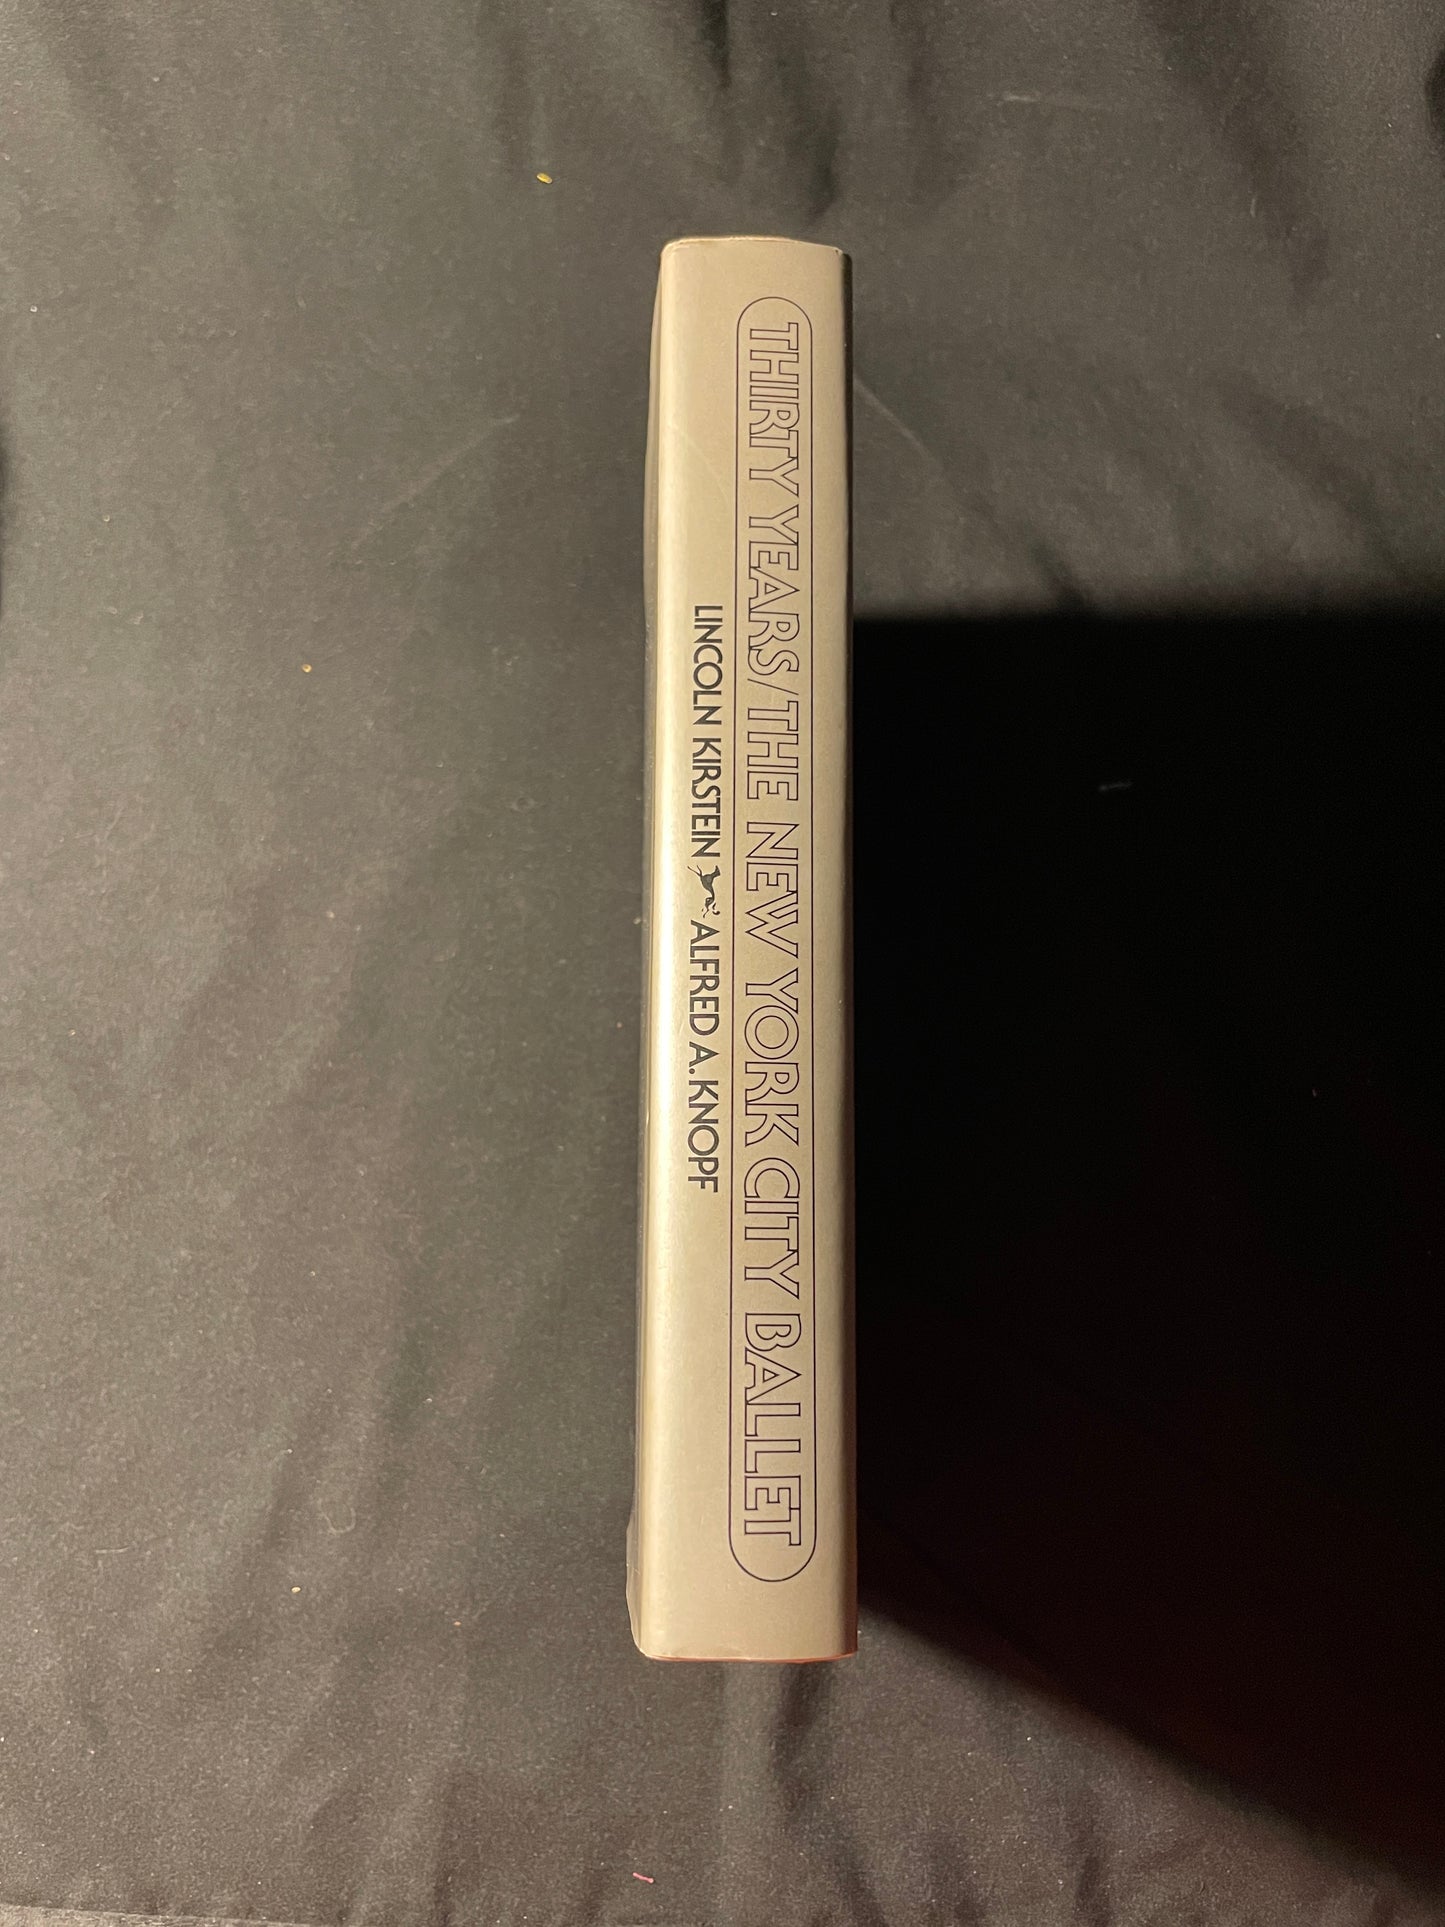 THIRTY YEARS/THE NEW YORK CITY BALLET
LINCOLN KIRSTEIN ALFRED A. KNOPF